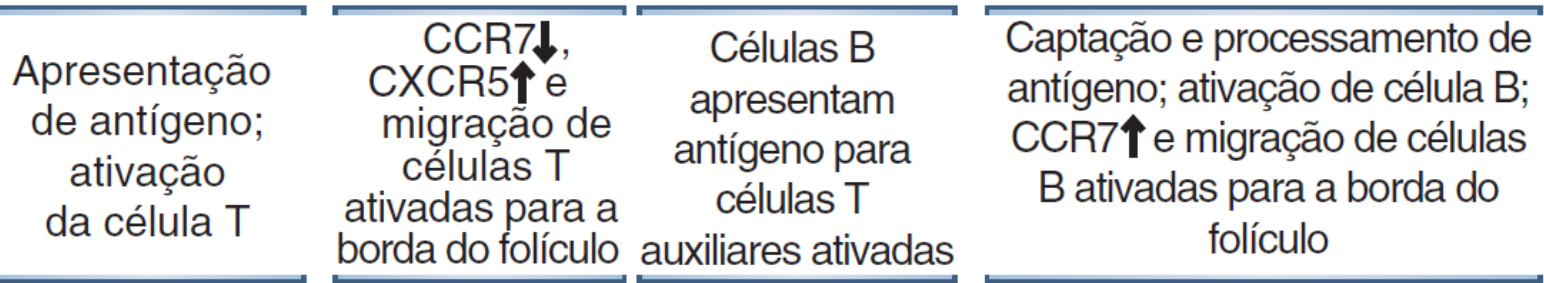 Apresentação
de antígeno;
ativação
da célula T
CCR7↓,
CXCR5↑ e
migração de
células T
ativadas para a
borda do folículo
Células B
apresentam
antígeno para
células T
auxiliares ativadas
Captação e processamento de
antígeno; ativação de célula B;
CCR7↑ e migração de células
B ativadas para a borda do
folículo